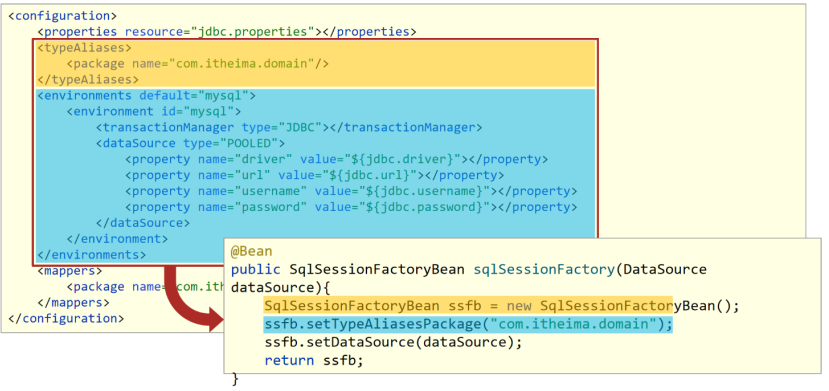 <configuration>
<properties resource="jdbc.properties"></properties>
<typeAliases>
<package name="com.itheima.domain"/>
</typeAliases>
<environments default="mysql">
<environment id="mysql">
<transactionManager type="JDBC"></transactionManager>
<dataSource type="POOLED">
<property name="driver" value="${jdbc.driver}"></property>
<property name="url" value="${jdbc.url}"></property>
<property name="username" value="${jdbc.username}"></property>
<property name="password" value="${jdbc.password}"></property>
</dataSource>
</environment>
</environments>
<mappers>
<package name=
</mappers>
</configuration>
@Bean
public SqlSessionFactoryBean sqlSessionFactory(DataSource
dataSource){
SqlSessionFactoryBean ssfb = new SqlSessionFactoryBean();
ssfb.setTypeAliasesPackage("com.itheima.domain");
ssfb.setDataSource(dataSource);
return ssfb;
}